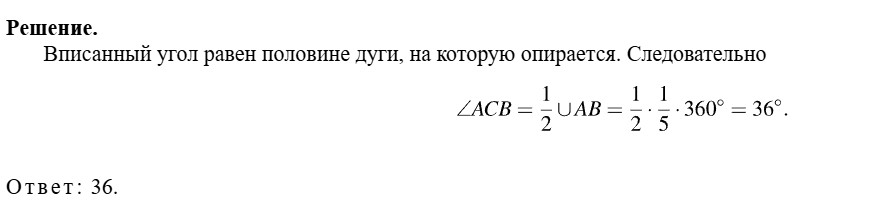 Решение.
Вписанный угол равен половине дуги, на которую опирается. Следовательно
∠ACB = 1/2 ∪ AB = 1/2 · 1/5 · 360° = 36°.
Ответ: 36.